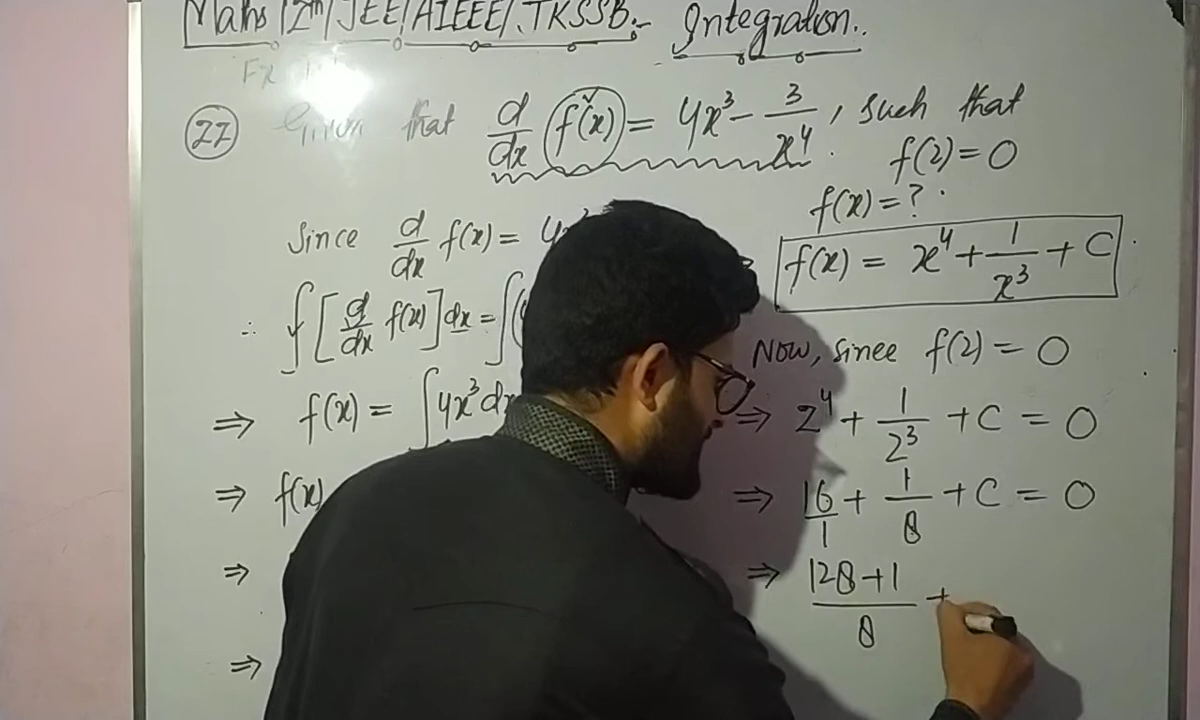 Maths 12th/JEE/AIEEE/.TKSSB:- Integration..
27 Given that d/dx f(x) = 4x³ - 3/x⁴, such that
f(2) = 0
f(x) = ?
Since d/dx f(x) = 4x³
∴ ∫[d/dx f(x)]dx = ∫(
⇒ f(x) = ∫4x³dx
⇒ f(x)
⇒
⇒
f(x) = x⁴ + 1/x³ + C
Now, since f(2) = 0
⇒ 2⁴ + 1/2³ + C = 0
⇒ 16/1 + 1/8 + C = 0
⇒ (128+1)/8 +